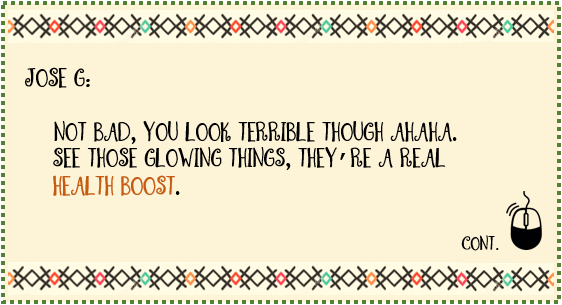 JOSE G:
NOT BAD, YOU LOOK TERRIBLE THOUGH AHAHA.
SEE THOSE GLOWING THINGS, THEY'RE A REAL
HEALTH BOOST.
CONT.